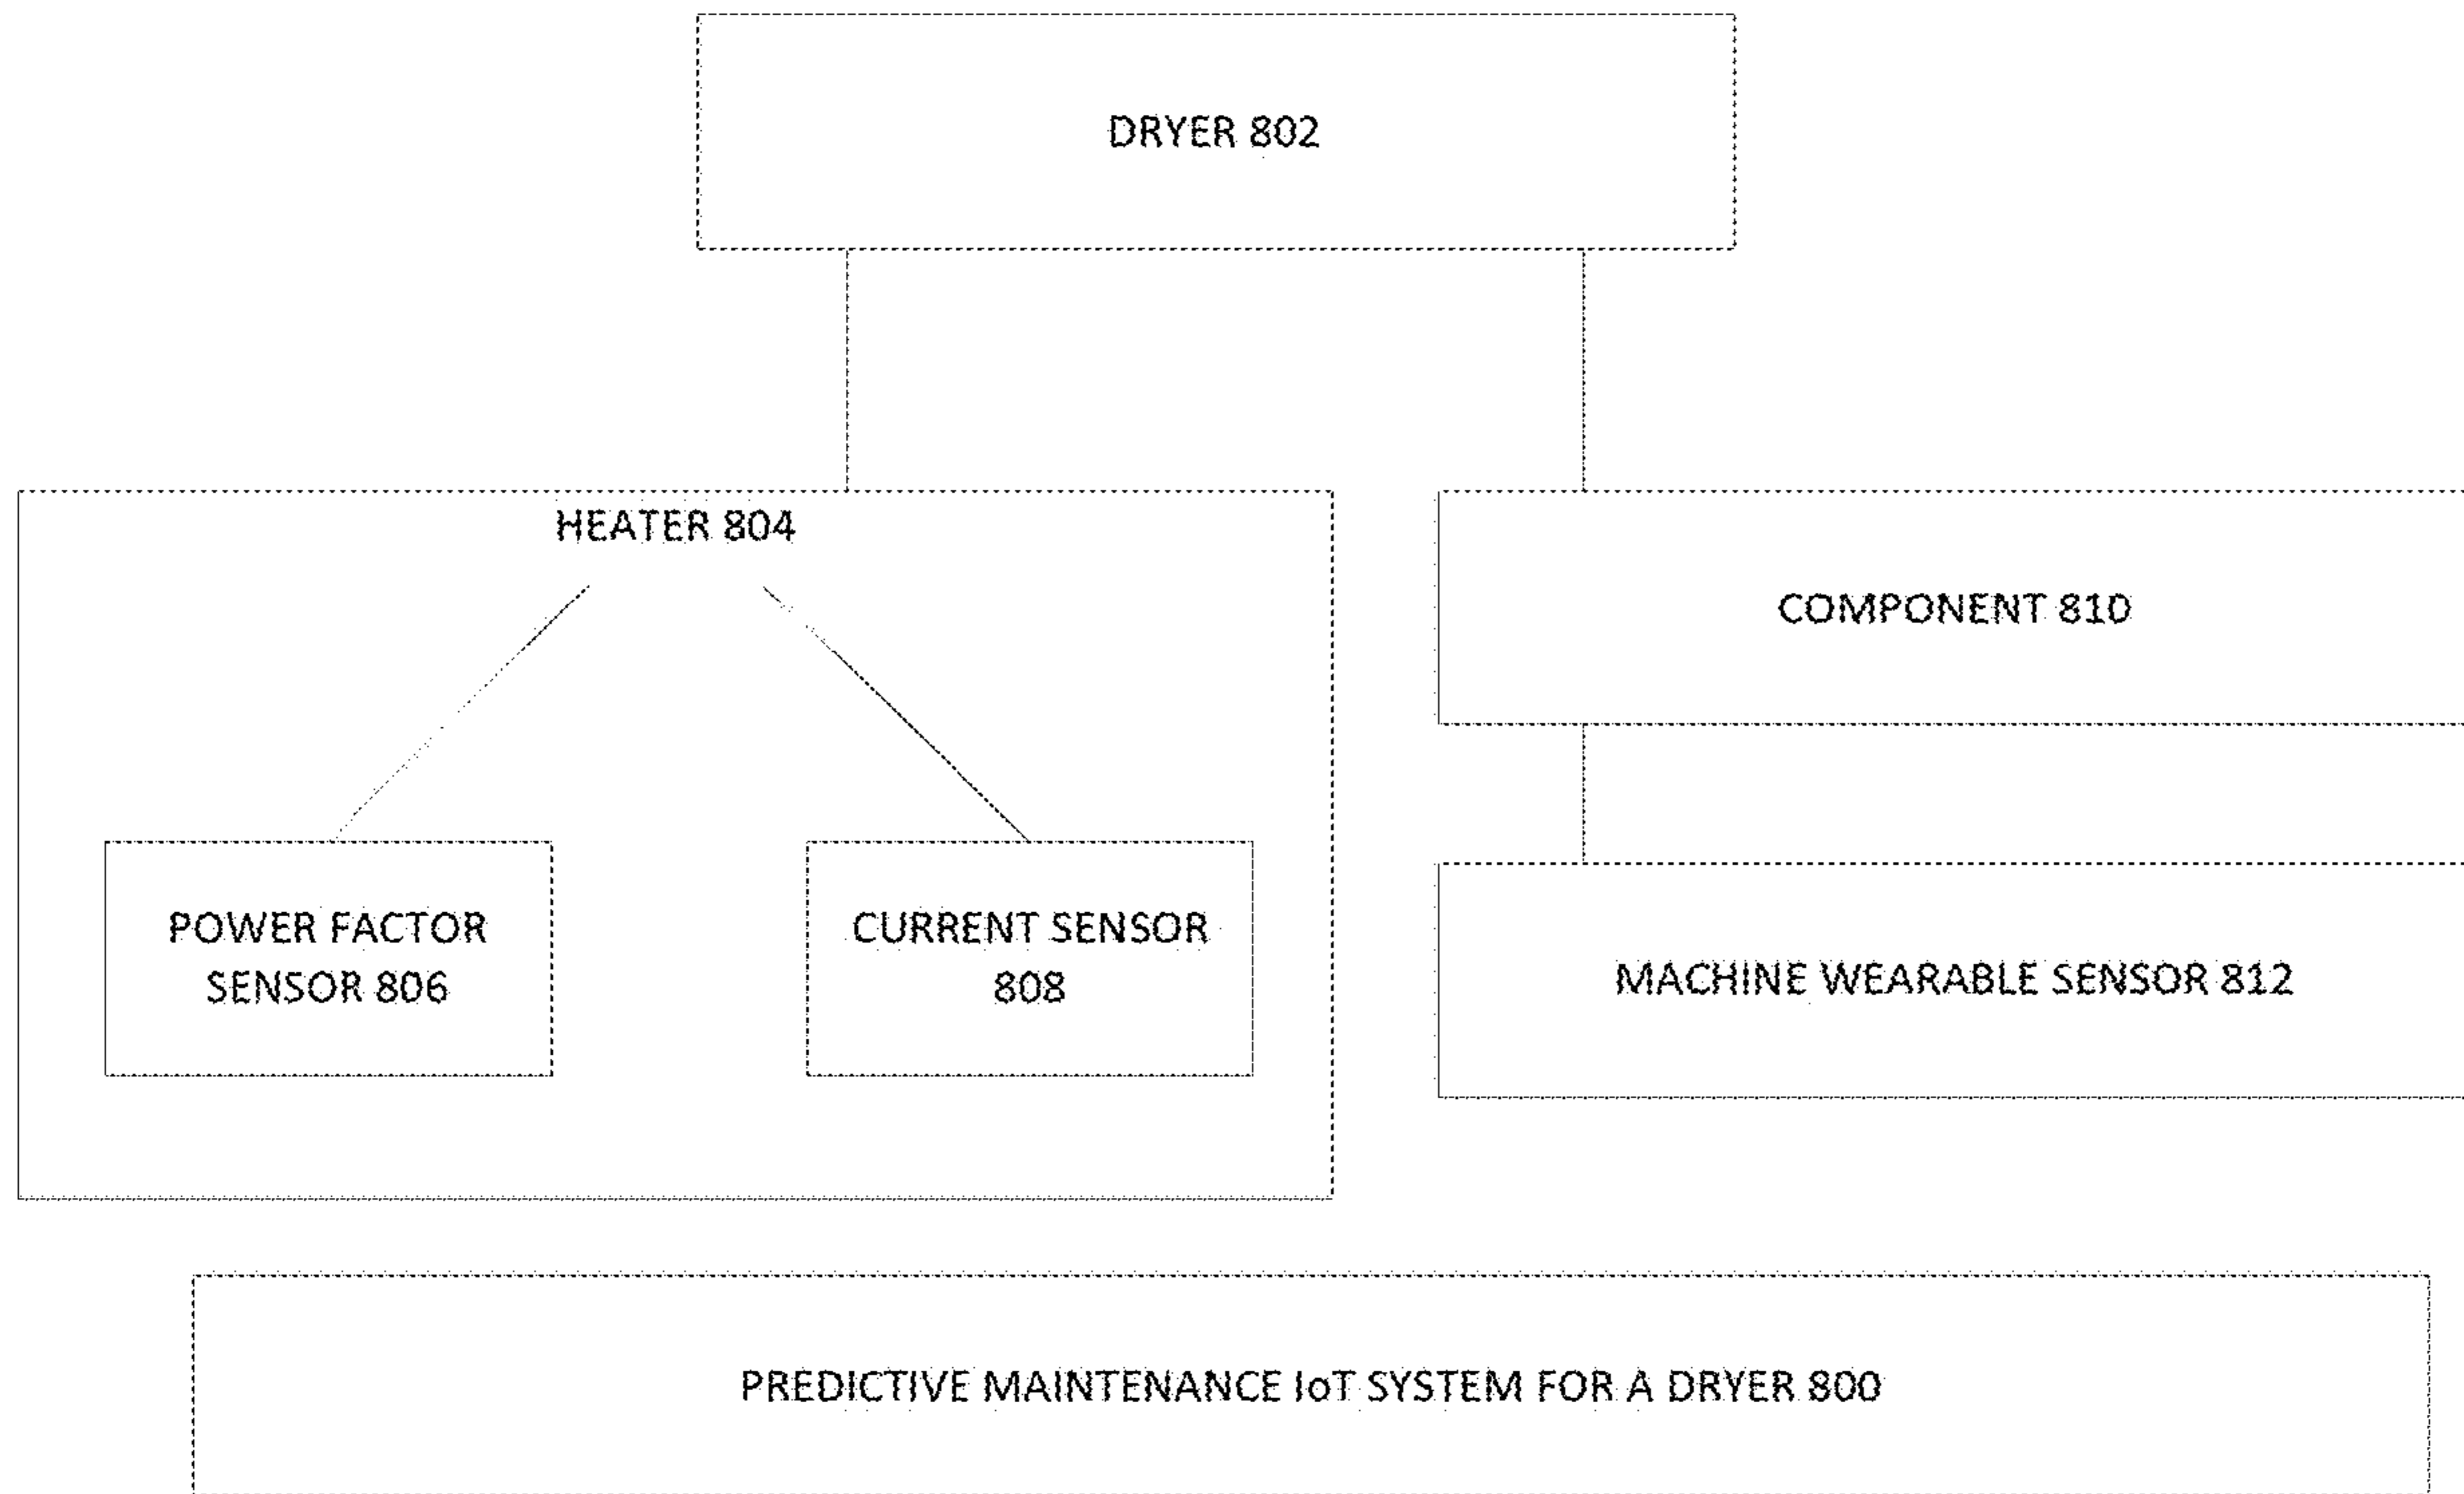 DRYER 802
HEATER 804
COMPONENT 810
POWER FACTOR
SENSOR 806
CURRENT SENSOR
808
MACHINE WEARABLE SENSOR 812
PREDICTIVE MAINTENANCE IoT SYSTEM FOR A DRYER 800